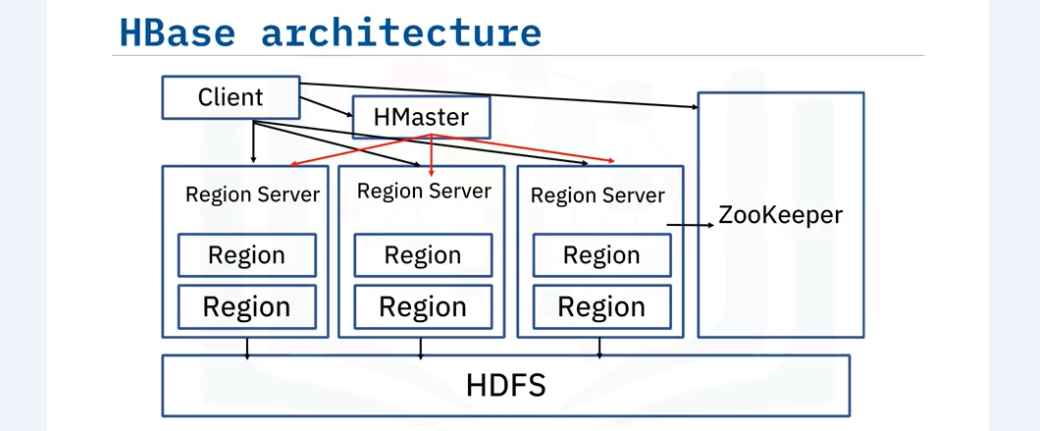 HBase architecture
Client
HMaster
Region Server
Region Server
Region Server
ZooKeeper
Region
Region
Region
Region
Region
Region
HDFS